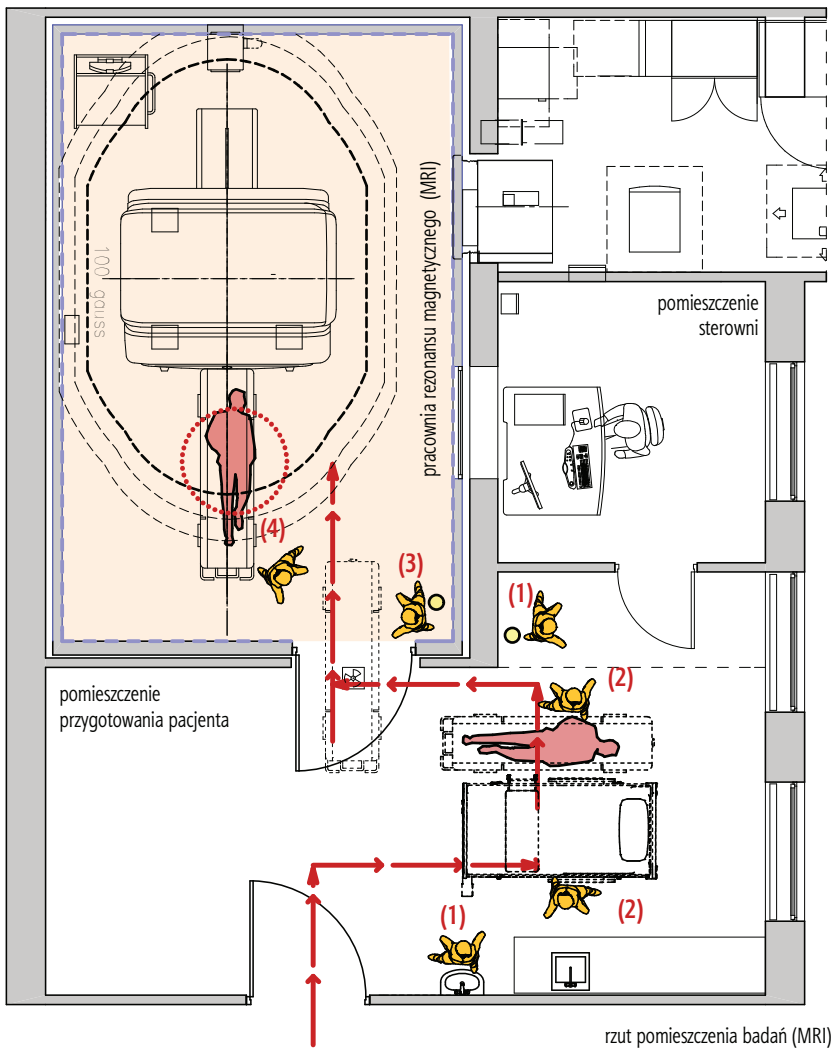 pracownia rezonansu magnetycznego (MRI)
100 gauss
pomieszczenie
sterowni
(4)
(3)
(1)
(2)
pomieszczenie
przygotowania pacjenta
(1)
(2)
rzut pomieszczenia badań (MRI)